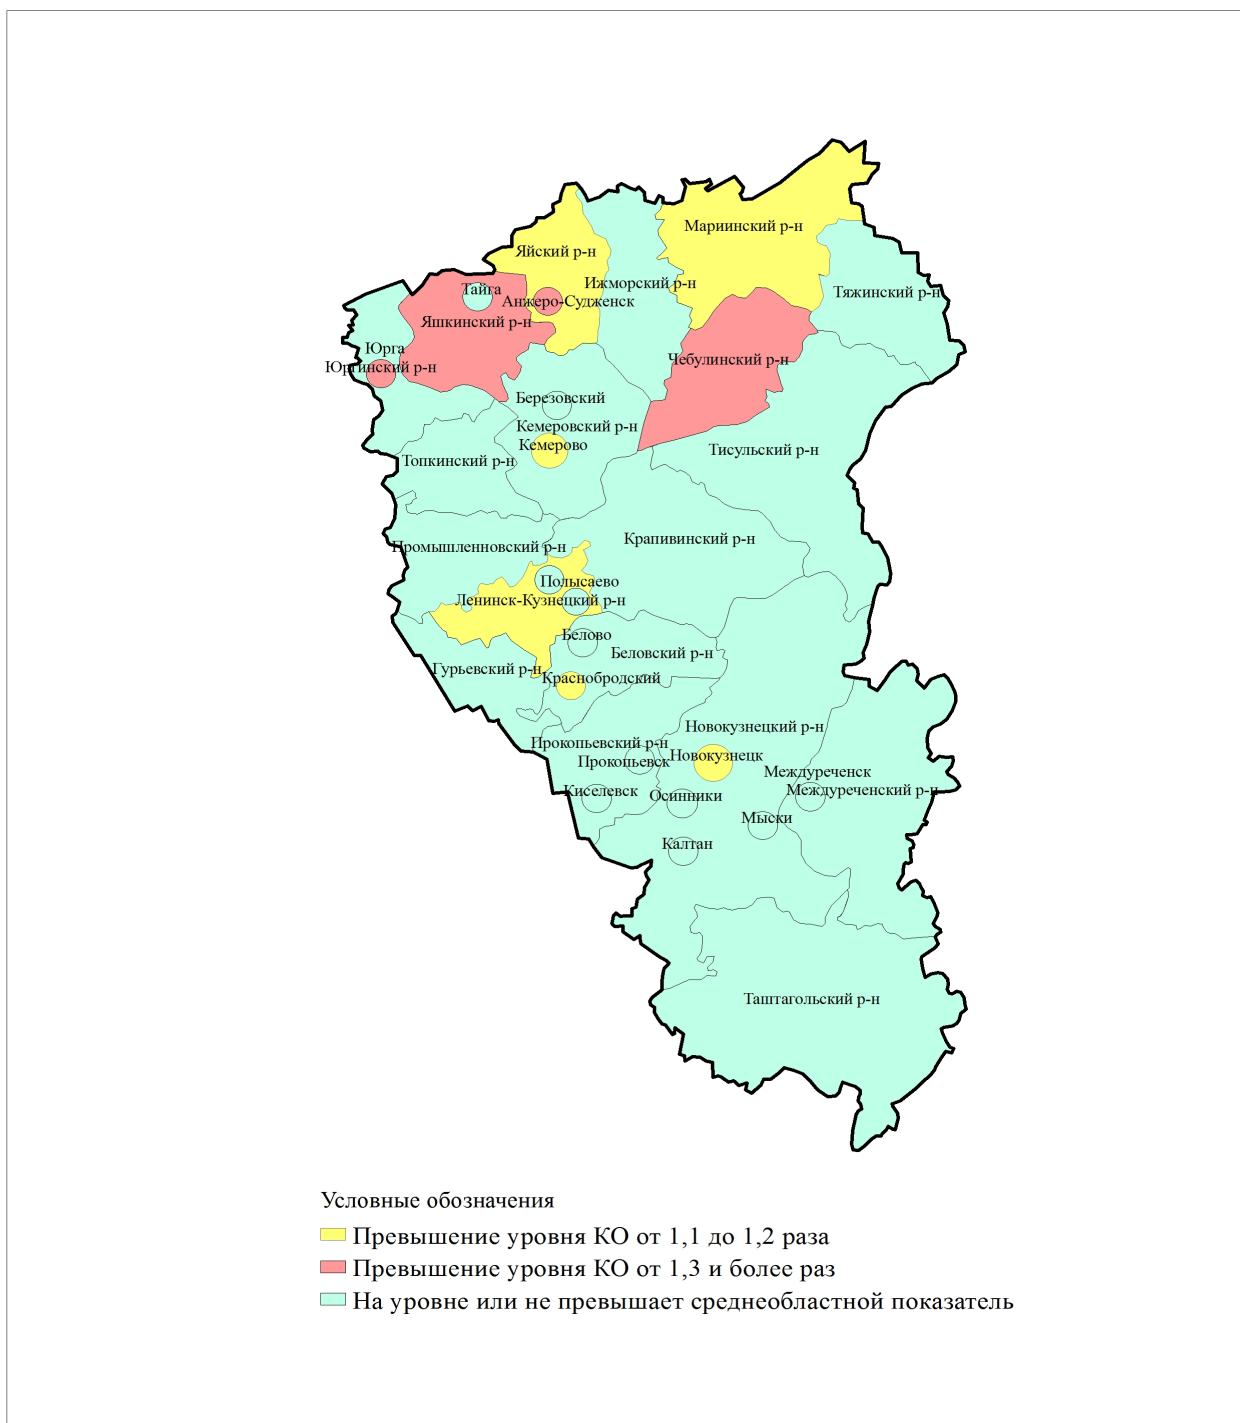 Мариинский р-н
Яйский р-н
Ижморский р-н
Тяжинский р-н
Тайга
Анжеро-Судженск
Яшкинский р-н
Юрга
Юргинский р-н
Чебулинский р-н
Березовский
Кемеровский р-н
Кемерово
Тисульский р-н
Топкинский р-н
Крапивинский р-н
Промышленновский р-н
Полысаево
Ленинск-Кузнецкий р-н
Белово
Беловский р-н
Гурьевский р-н
Краснобродский
Новокузнецкий р-н
Прокопьевский р-н
Новокузнецк
Прокопьевск
Междуреченск
Междуреченский р-н
Киселевск
Осинники
Мыски
Калтан
Таштагольский р-н
Условные обозначения
Превышение уровня КО от 1,1 до 1,2 раза
Превышение уровня КО от 1,3 и более раз
На уровне или не превышает среднеобластной показатель